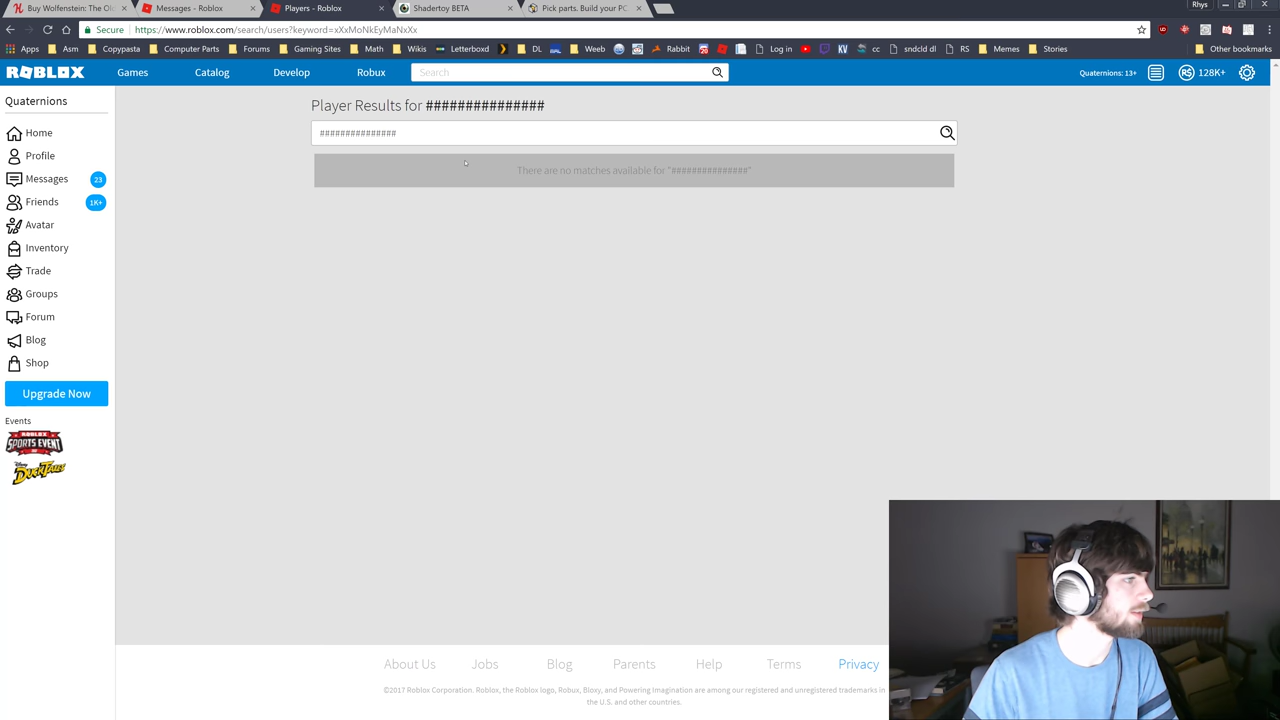 Buy Wolfenstein: The Ol
Messages - Roblox
Players - Roblox
Shadertoy BETA
Pick parts. Build your PC
Rhys
Secure
https://www.roblox.com/search/users?keyword=xXxMoNkEyMaNxXx
Apps
Asm
Copypasta
Computer Parts
Forums
Gaming Sites
Math
Wikis
Letterboxd
DL
Weeb
Rabbit
Log in
KV
cc
sndcld dl
RS
Memes
Stories
Other bookmarks
ROBLOX
Games
Catalog
Develop
Robux
Search
Quaternions: 13+
R$
128K+
Quaternions
Home
Profile
Messages 23
Friends 1K+
Avatar
Inventory
Trade
Groups
Forum
Blog
Shop
Upgrade Now
Events
ROBLOX
SPORTS EVENT
Disney
DUCKTALES
Player Results for ###############
###############
There are no matches available for "###############"
About Us
Jobs
Blog
Parents
Help
Terms
Privacy
©2017 Roblox Corporation. Roblox, the Roblox logo, Robux, Bloxy, and Powering Imagination are among our registered and unregistered trademarks in
the U.S. and other countries.